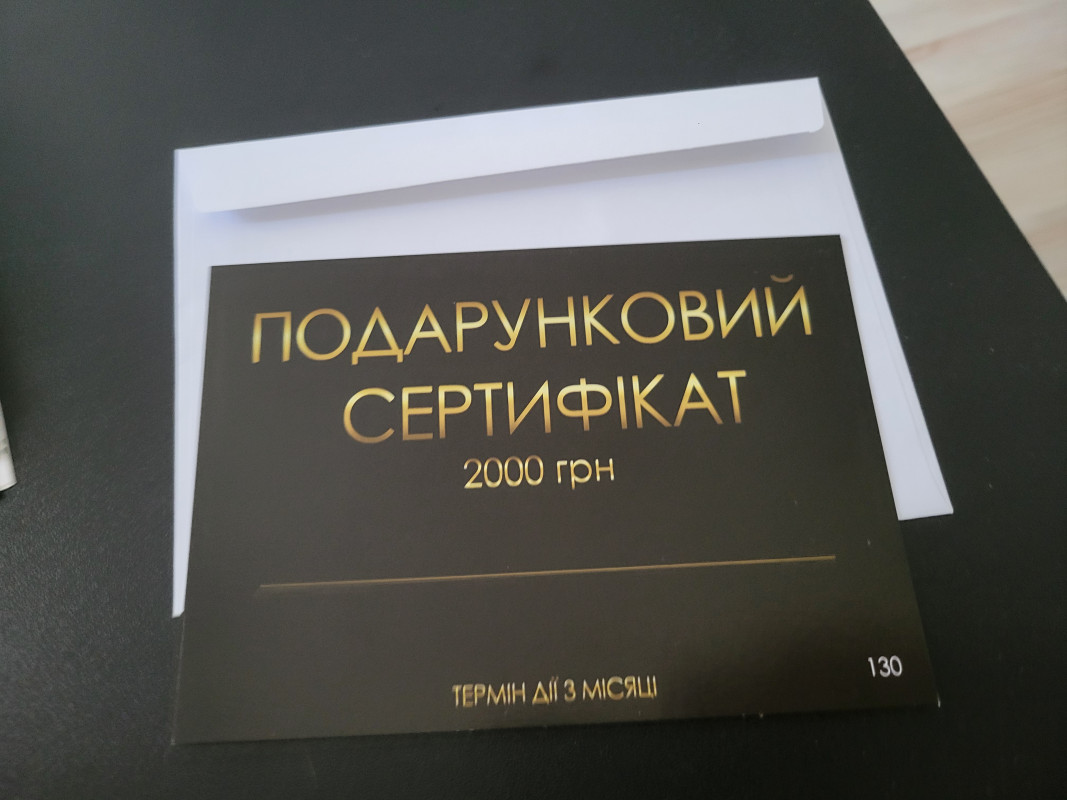 ПОДАРУНКОВИЙ
СЕРТИФІКАТ
2000 грн
130
ТЕРМІН ДІЇ 3 МІСЯЦІ